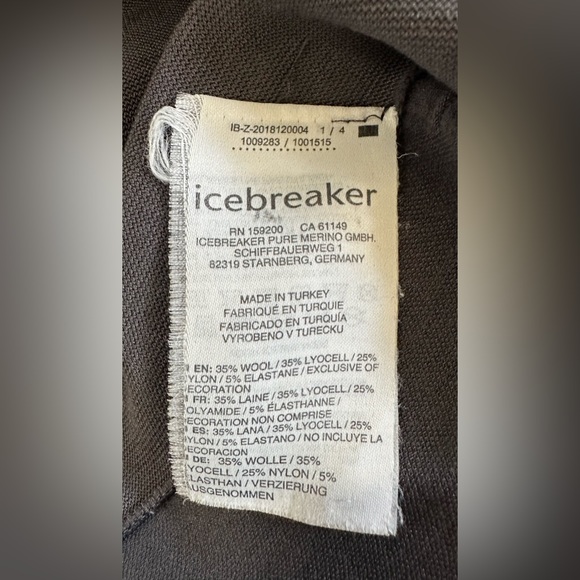 IB-Z-2018120004 1 / 4
1009283 / 1001515
icebreaker
RN 159200 CA 61149
ICEBREAKER PURE MERINO GMBH.
SCHIFFBAUERWEG 1
82319 STARNBERG, GERMANY
MADE IN TURKEY
FABRIQUÉ EN TURQUIE
FABRICADO EN TURQUÍA
VYROBENO V TURECKU
EN: 35% WOOL / 35% LYOCELL / 25%
NYLON / 5% ELASTANE / EXCLUSIVE OF
DECORATION
FR: 35% LAINE / 35% LYOCELL / 25%
POLYAMIDE / 5% ÉLASTHANNE /
DECORATION NON COMPRISE
ES: 35% LANA / 35% LYOCELL / 25%
NYLON / 5% ELASTANO / NO INCLUYE LA
DECORACION
DE: 35% WOLLE / 35%
LYOCELL / 25% NYLON / 5%
ELASTHAN / VERZIERUNG
AUSGENOMMEN